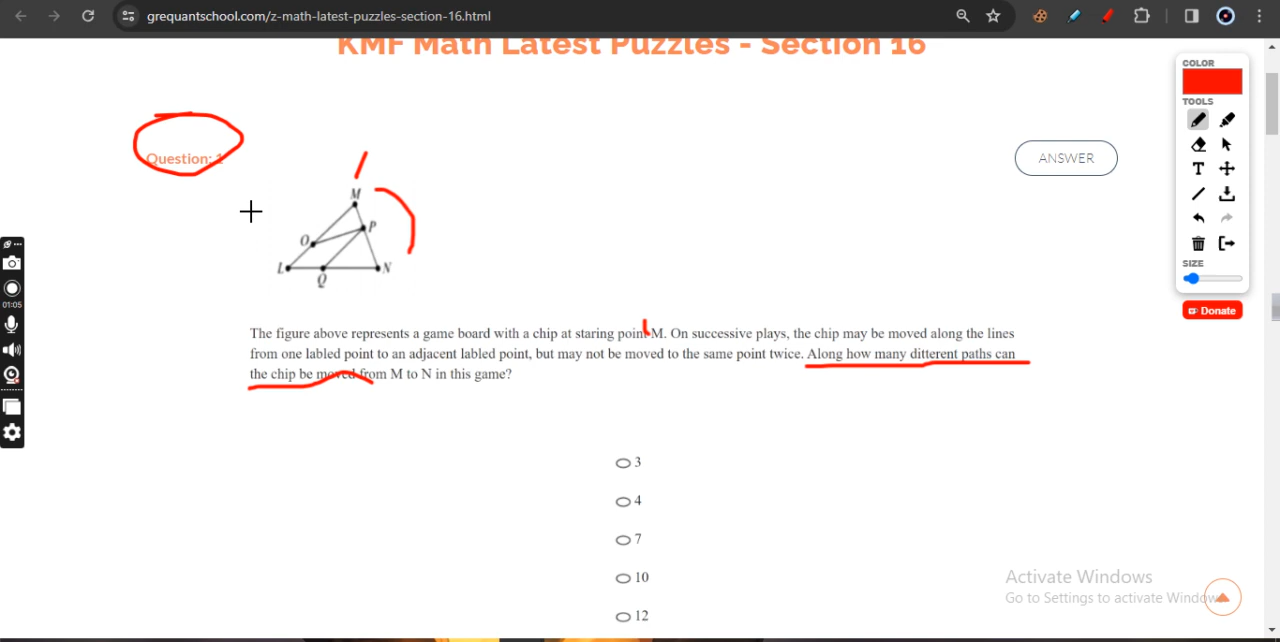 grequantschool.com/z-math-latest-puzzles-section-16.html
KMF Math Latest Puzzles - Section 16
COLOR
TOOLS
Question: 1
ANSWER
M
P
O
L
N
Q
SIZE
Donate
01:05
The figure above represents a game board with a chip at staring point M. On successive plays, the chip may be moved along the lines
from one labled point to an adjacent labled point, but may not be moved to the same point twice. Along how many different paths can
the chip be moved from M to N in this game?
3
4
7
10
12
Activate Windows
Go to Settings to activate Windows